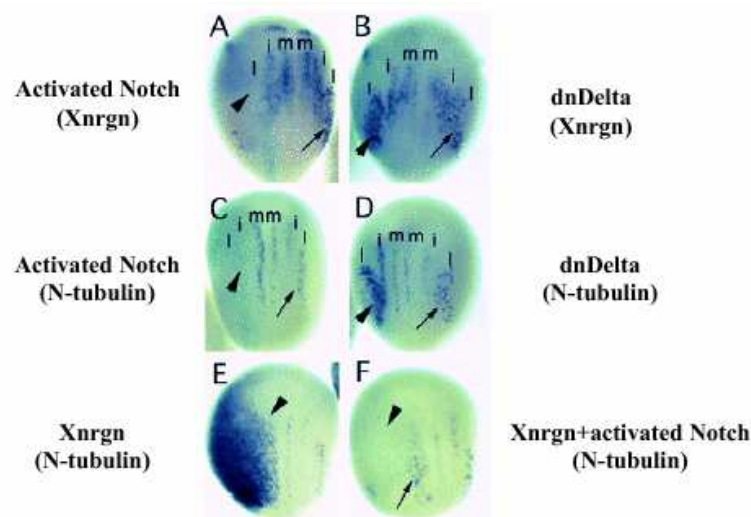 A
B
i m m i
l l
i m m i
l l
Activated Notch
(Xnrgn)
dnDelta
(Xnrgn)
C
D
l i m m i l
l i m m i l
Activated Notch
(N-tubulin)
dnDelta
(N-tubulin)
E
F
Xnrgn
(N-tubulin)
Xnrgn+activated Notch
(N-tubulin)